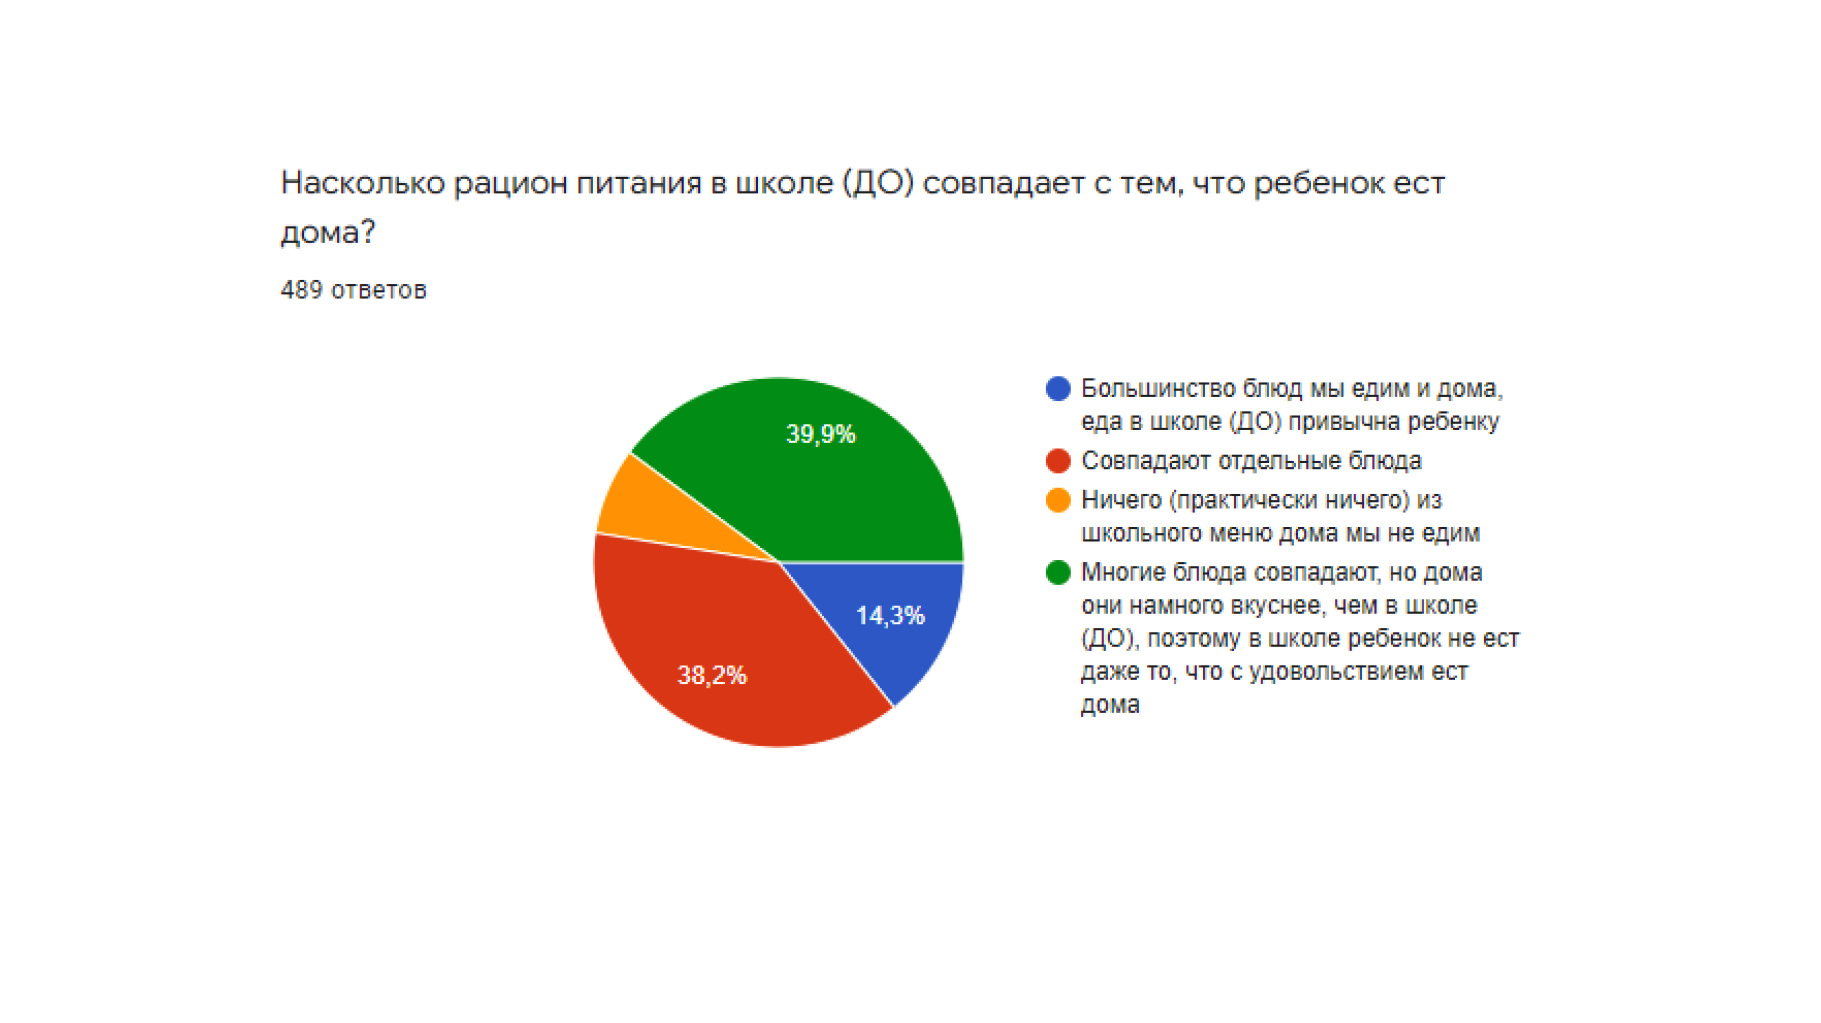 Насколько рацион питания в школе (ДО) совпадает с тем, что ребенок ест
дома?
489 ответов
39,9%
14,3%
38,2%
Большинство блюд мы едим и дома,
еда в школе (ДО) привычна ребенку
Совпадают отдельные блюда
Ничего (практически ничего) из
школьного меню дома мы не едим
Многие блюда совпадают, но дома
они намного вкуснее, чем в школе
(ДО), поэтому в школе ребенок не ест
даже то, что с удовольствием ест
дома